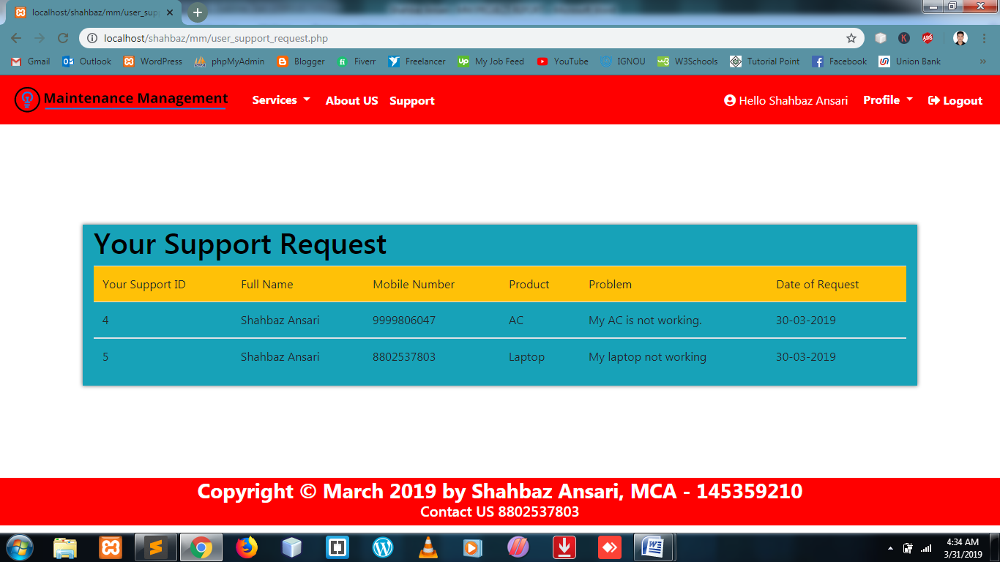 localhost/shahbaz/mm/user_supp
localhost/shahbaz/mm/user_support_request.php
K ABP
Gmail Outlook WordPress phpMyAdmin Blogger fi Fiverr Freelancer Up My Job Feed YouTube IGNOU W3Schools Tutorial Point Facebook Union Bank »
Maintenance Management Services About US Support Hello Shahbaz Ansari Profile Logout
Your Support Request
Your Support ID Full Name Mobile Number Product Problem Date of Request
4 Shahbaz Ansari 9999806047 AC My AC is not working. 30-03-2019
5 Shahbaz Ansari 8802537803 Laptop My laptop not working 30-03-2019
Copyright © March 2019 by Shahbaz Ansari, MCA - 145359210
Contact US 8802537803
4:34 AM
3/31/2019